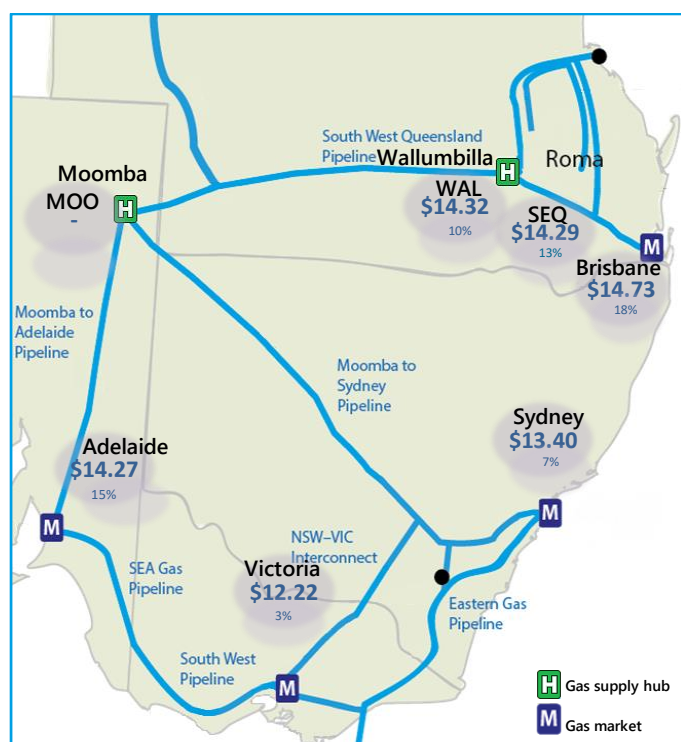 South West Queensland
Pipeline
Wallumbilla
Roma
Moomba
MOO
-
H
H
WAL
$14.32
10%
SEQ
$14.29
13%
M
Brisbane
$14.73
18%
Moomba to
Adelaide
Pipeline
Moomba to
Sydney
Pipeline
Sydney
$13.40
7%
Adelaide
$14.27
15%
M
M
NSW–VIC
Interconnect
SEA Gas
Pipeline
Victoria
$12.22
3%
Eastern Gas
Pipeline
South West
Pipeline
M
H Gas supply hub
M Gas market